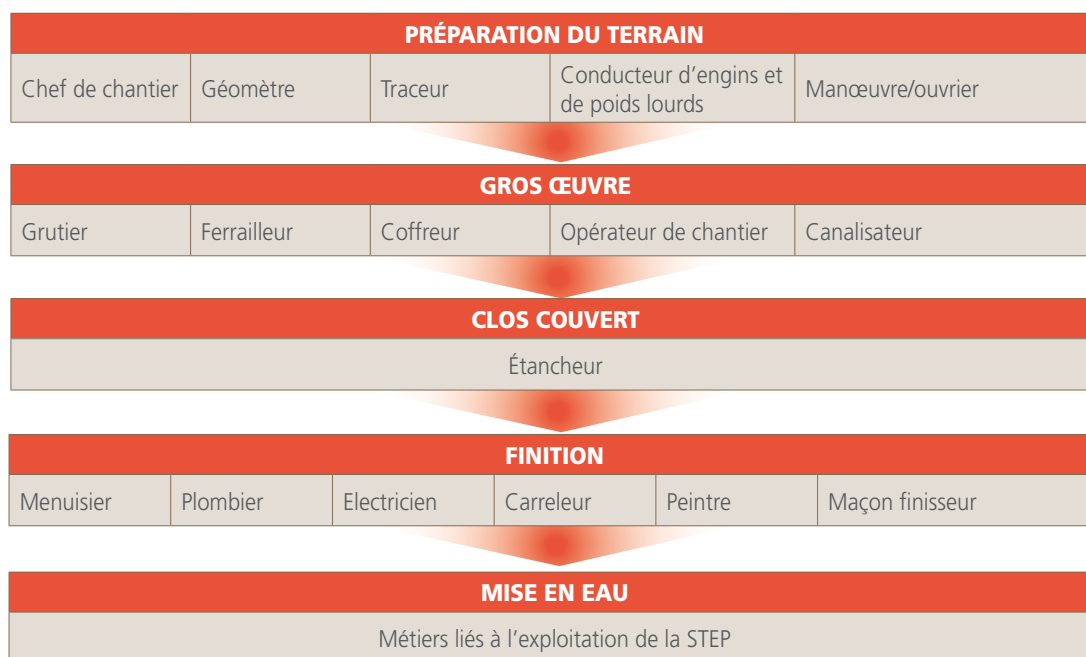 PRÉPARATION DU TERRAIN
Chef de chantier
Géomètre
Traceur
Conducteur d'engins et
de poids lourds
Manœuvre/ouvrier
GROS ŒUVRE
Grutier
Ferrailleur
Coffreur
Opérateur de chantier
Canalisateur
CLOS COUVERT
Étancheur
FINITION
Menuisier
Plombier
Electricien
Carreleur
Peintre
Maçon finisseur
MISE EN EAU
Métiers liés à l'exploitation de la STEP